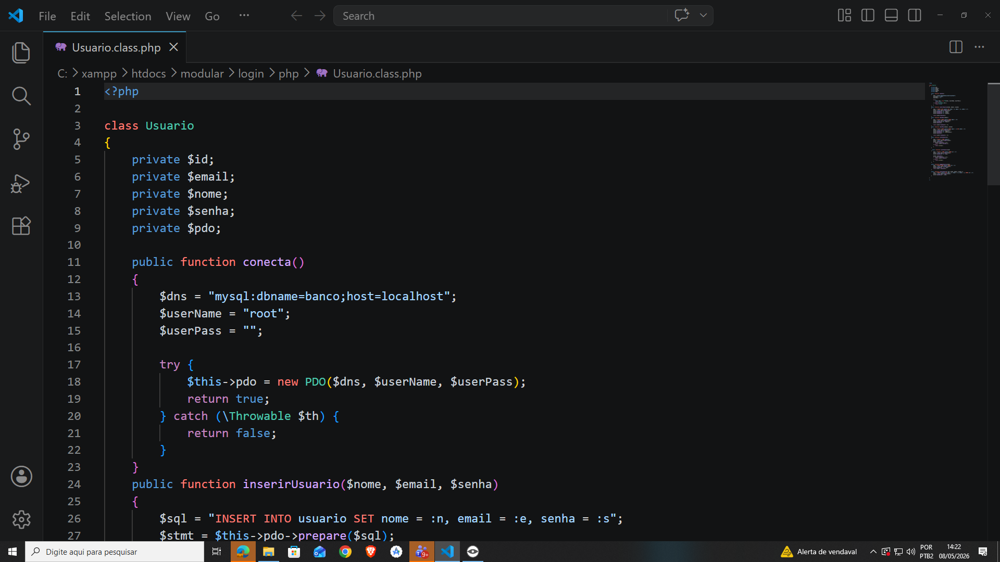 File Edit Selection View Go ··· Search
Usuario.class.php
C: > xampp > htdocs > modular > login > php > Usuario.class.php
1 <?php
2
3 class Usuario
4 {
5 private $id;
6 private $email;
7 private $nome;
8 private $senha;
9 private $pdo;
10
11 public function conecta()
12 {
13 $dns = "mysql:dbname=banco;host=localhost";
14 $userName = "root";
15 $userPass = "";
16
17 try {
18 $this->pdo = new PDO($dns, $userName, $userPass);
19 return true;
20 } catch (\Throwable $th) {
21 return false;
22 }
23 }
24 public function inserirUsuario($nome, $email, $senha)
25 {
26 $sql = "INSERT INTO usuario SET nome = :n, email = :e, senha = :s";
27 $stmt = $this->pdo->prepare($sql);
Digite aqui para pesquisar
9+
Alerta de vendaval
POR
PTB2
14:22
08/05/2026